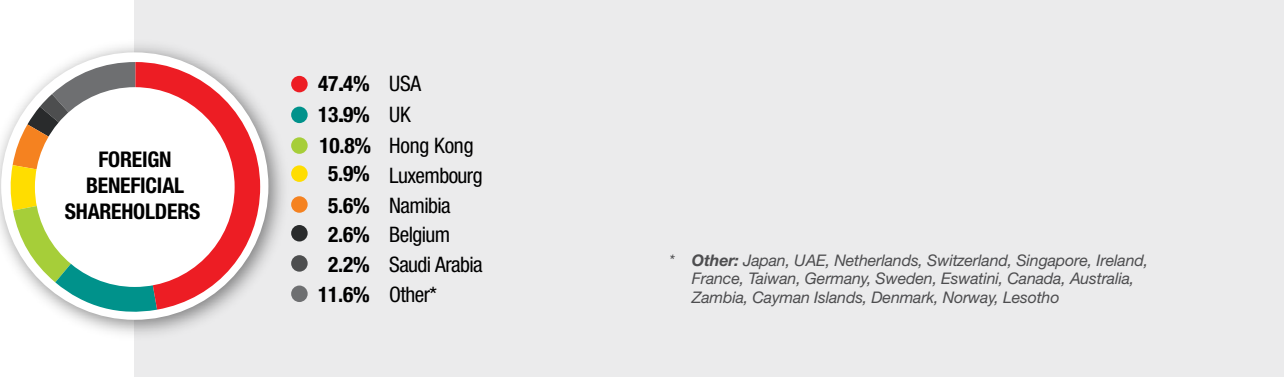 FOREIGN
BENEFICIAL
SHAREHOLDERS
47.4% USA
13.9% UK
10.8% Hong Kong
5.9% Luxembourg
5.6% Namibia
2.6% Belgium
2.2% Saudi Arabia
11.6% Other*
* Other: Japan, UAE, Netherlands, Switzerland, Singapore, Ireland,
France, Taiwan, Germany, Sweden, Eswatini, Canada, Australia,
Zambia, Cayman Islands, Denmark, Norway, Lesotho